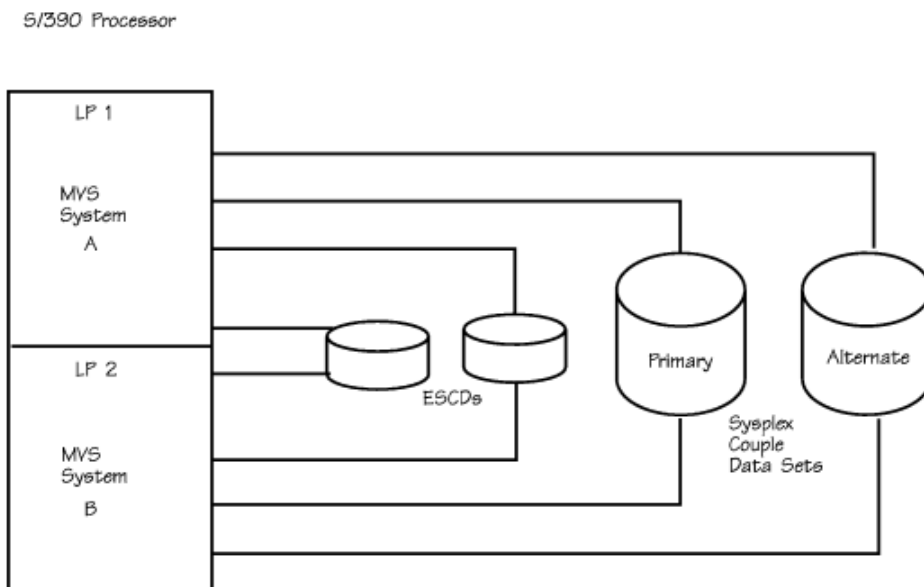 S/390 Processor
LP 1
MVS
System
A
LP 2
MVS
System
B
ESCDs
Primary
Alternate
Sysplex
Couple
Data Sets